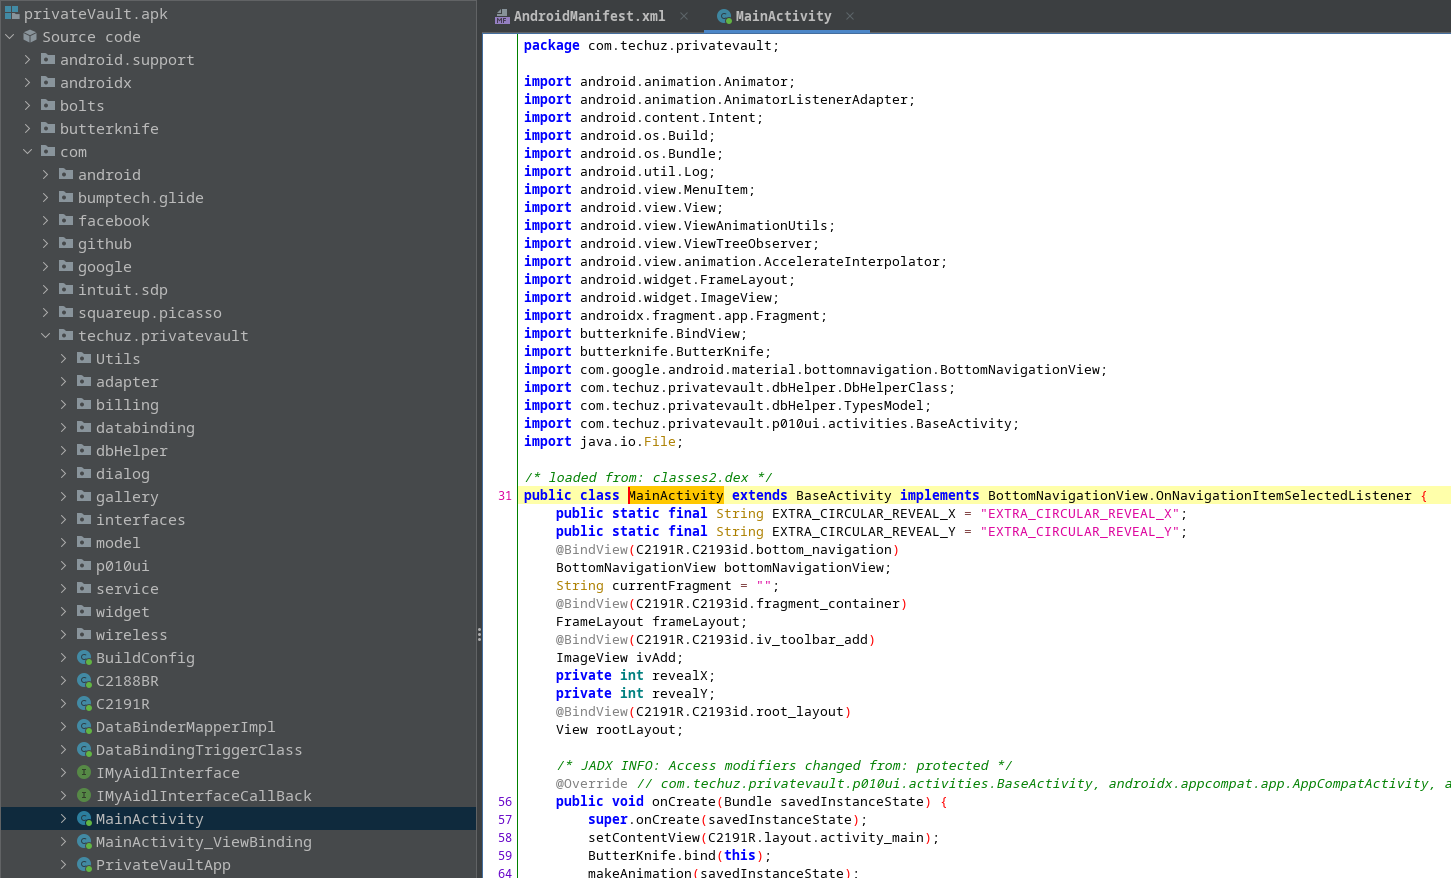 privateVault.apk
Source code
android.support
androidx
bolts
butterknife
com
android
bumptech.glide
facebook
github
google
intuit.sdp
squareup.picasso
techuz.privatevault
Utils
adapter
billing
databinding
dbHelper
dialog
gallery
interfaces
model
p010ui
service
widget
wireless
BuildConfig
C2188BR
C2191R
DataBinderMapperImpl
DataBindingTriggerClass
IMyAidlInterface
IMyAidlInterfaceCallBack
MainActivity
MainActivity_ViewBinding
PrivateVaultApp
AndroidManifest.xml × MainActivity ×
package com.techuz.privatevault;
import android.animation.Animator;
import android.animation.AnimatorListenerAdapter;
import android.content.Intent;
import android.os.Build;
import android.os.Bundle;
import android.util.Log;
import android.view.MenuItem;
import android.view.View;
import android.view.ViewAnimationUtils;
import android.view.ViewTreeObserver;
import android.view.animation.AccelerateInterpolator;
import android.widget.FrameLayout;
import android.widget.ImageView;
import androidx.fragment.app.Fragment;
import butterknife.BindView;
import butterknife.ButterKnife;
import com.google.android.material.bottomnavigation.BottomNavigationView;
import com.techuz.privatevault.dbHelper.DbHelperClass;
import com.techuz.privatevault.dbHelper.TypesModel;
import com.techuz.privatevault.p010ui.activities.BaseActivity;
import java.io.File;
/* loaded from: classes2.dex */
31 public class MainActivity extends BaseActivity implements BottomNavigationView.OnNavigationItemSelectedListener {
public static final String EXTRA_CIRCULAR_REVEAL_X = "EXTRA_CIRCULAR_REVEAL_X";
public static final String EXTRA_CIRCULAR_REVEAL_Y = "EXTRA_CIRCULAR_REVEAL_Y";
@BindView(C2191R.C2193id.bottom_navigation)
BottomNavigationView bottomNavigationView;
String currentFragment = "";
@BindView(C2191R.C2193id.fragment_container)
FrameLayout frameLayout;
@BindView(C2191R.C2193id.iv_toolbar_add)
ImageView ivAdd;
private int revealX;
private int revealY;
@BindView(C2191R.C2193id.root_layout)
View rootLayout;
/* JADX INFO: Access modifiers changed from: protected */
@Override // com.techuz.privatevault.p010ui.activities.BaseActivity, androidx.appcompat.app.AppCompatActivity, a
56 public void onCreate(Bundle savedInstanceState) {
57 super.onCreate(savedInstanceState);
58 setContentView(C2191R.layout.activity_main);
59 ButterKnife.bind(this);
64 makeAnimation(savedInstanceState);